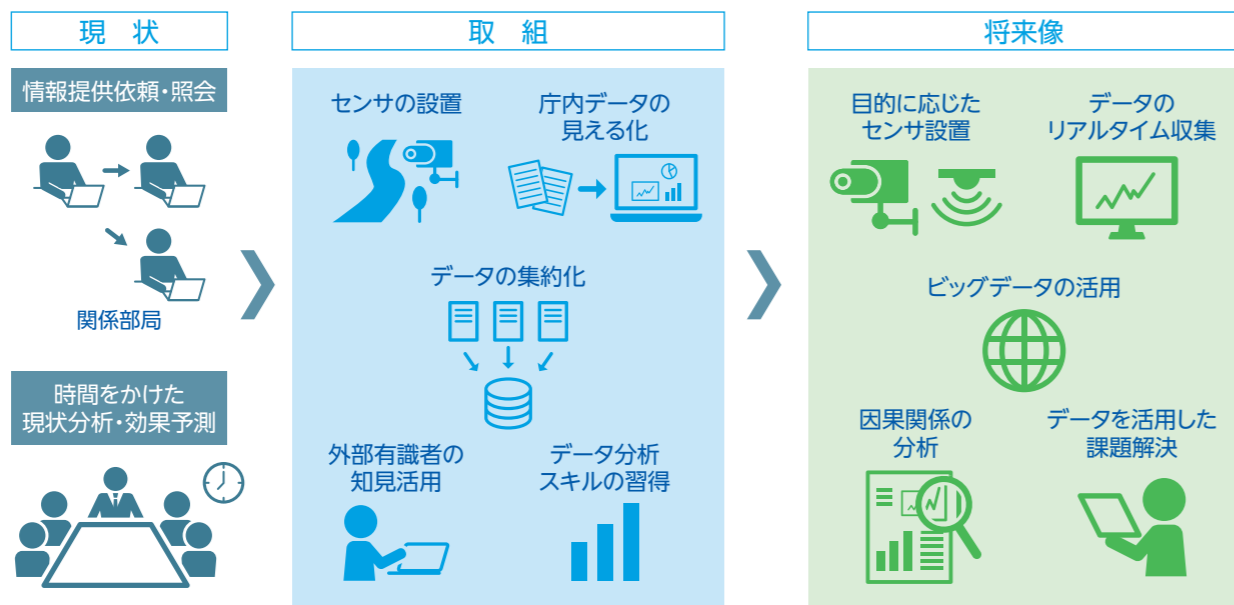 現 状
情報提供依頼・照会
関係部局
時間をかけた
現状分析・効果予測
取 組
センサの設置
庁内データの
見える化
データの集約化
外部有識者の
知見活用
データ分析
スキルの習得
将来像
目的に応じた
センサ設置
データの
リアルタイム収集
ビッグデータの活用
因果関係の
分析
データを活用した
課題解決